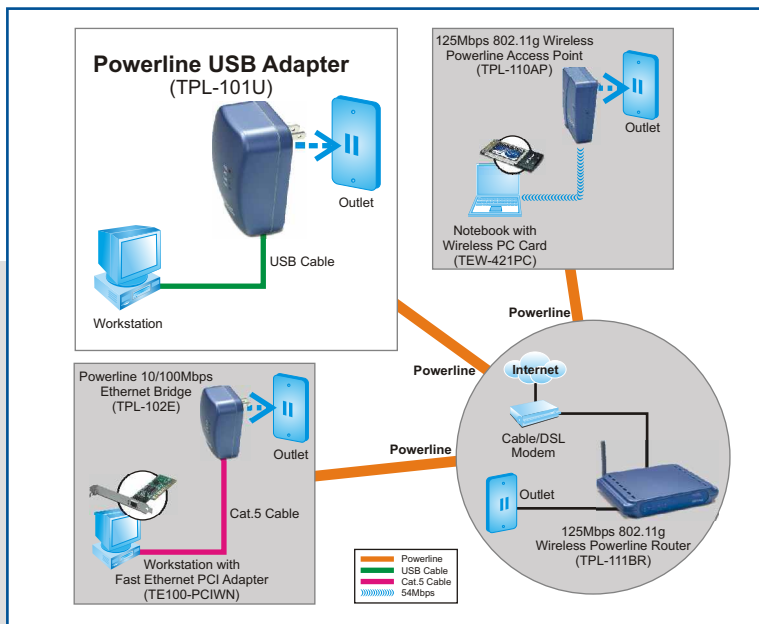 Powerline USB Adapter
(TPL-101U)
Outlet
USB Cable
Workstation
125Mbps 802.11g Wireless
Powerline Access Point
(TPL-110AP)
Outlet
Notebook with
Wireless PC Card
(TEW-421PC)
Powerline
Powerline
Powerline
Powerline 10/100Mbps
Ethernet Bridge
(TPL-102E)
Outlet
Cat.5 Cable
Workstation with
Fast Ethernet PCI Adapter
(TE100-PCIWN)
Internet
Cable/DSL
Modem
Outlet
125Mbps 802.11g
Wireless Powerline Router
(TPL-111BR)
Powerline
USB Cable
Cat.5 Cable
54Mbps